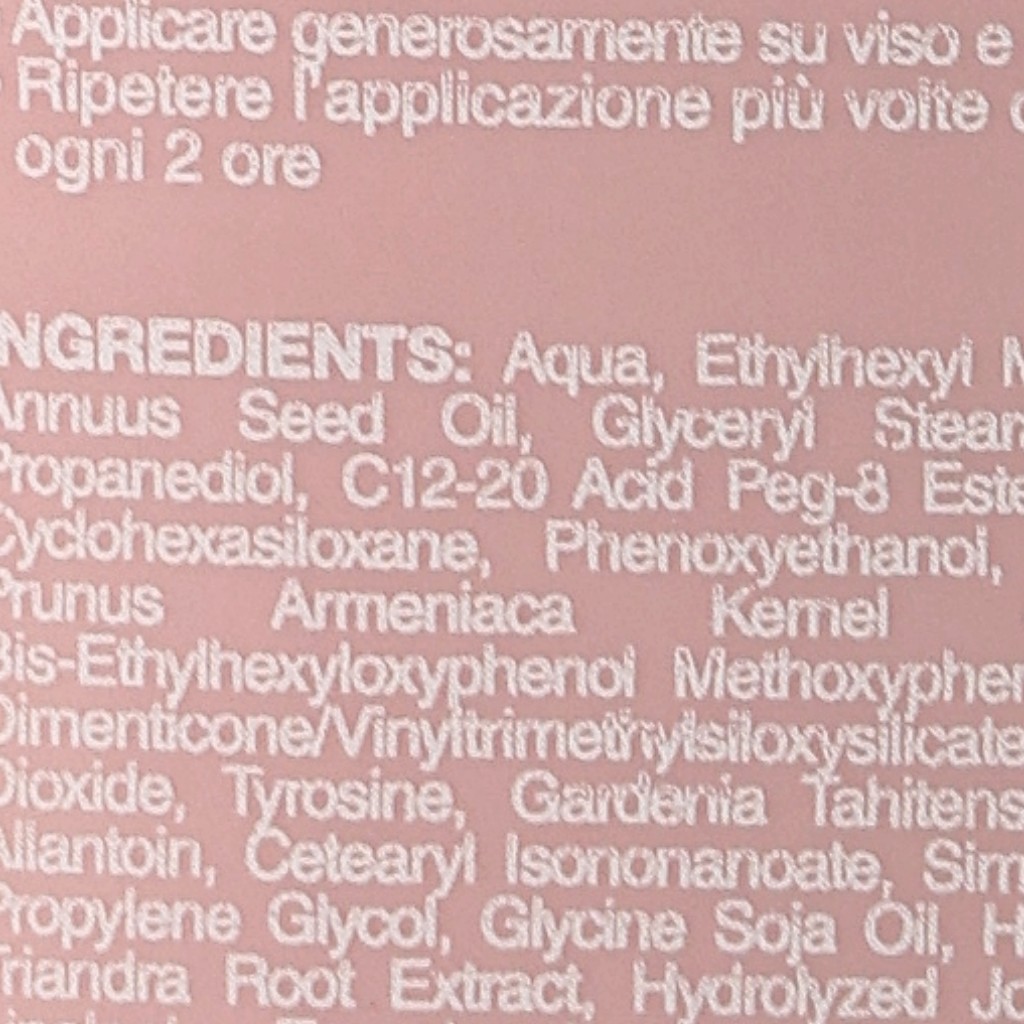 Applicare generosamente su viso e
Ripetere l'applicazione più volte
ogni 2 ore
NGREDIENTS: Aqua, Ethylhexyl M
Annuus Seed Oil, Glyceryl Stear
Propanediol, C12-20 Acid Peg-8 Este
Cyclohexasiloxane, Phenoxyethanol,
Prunus Armeniaca Kernel
Bis-Ethylhexyloxyphenol Methoxypher
Dimenticone/Vinyltrimethylsiloxysilicate
Dioxide, Tyrosine, Gardenia Tahitens
Allantoin, Cetearyl Isononanoate, Sim
Propylene Glycol, Glycine Soja Oil, H
Triandra Root Extract, Hydrolyzed Jo